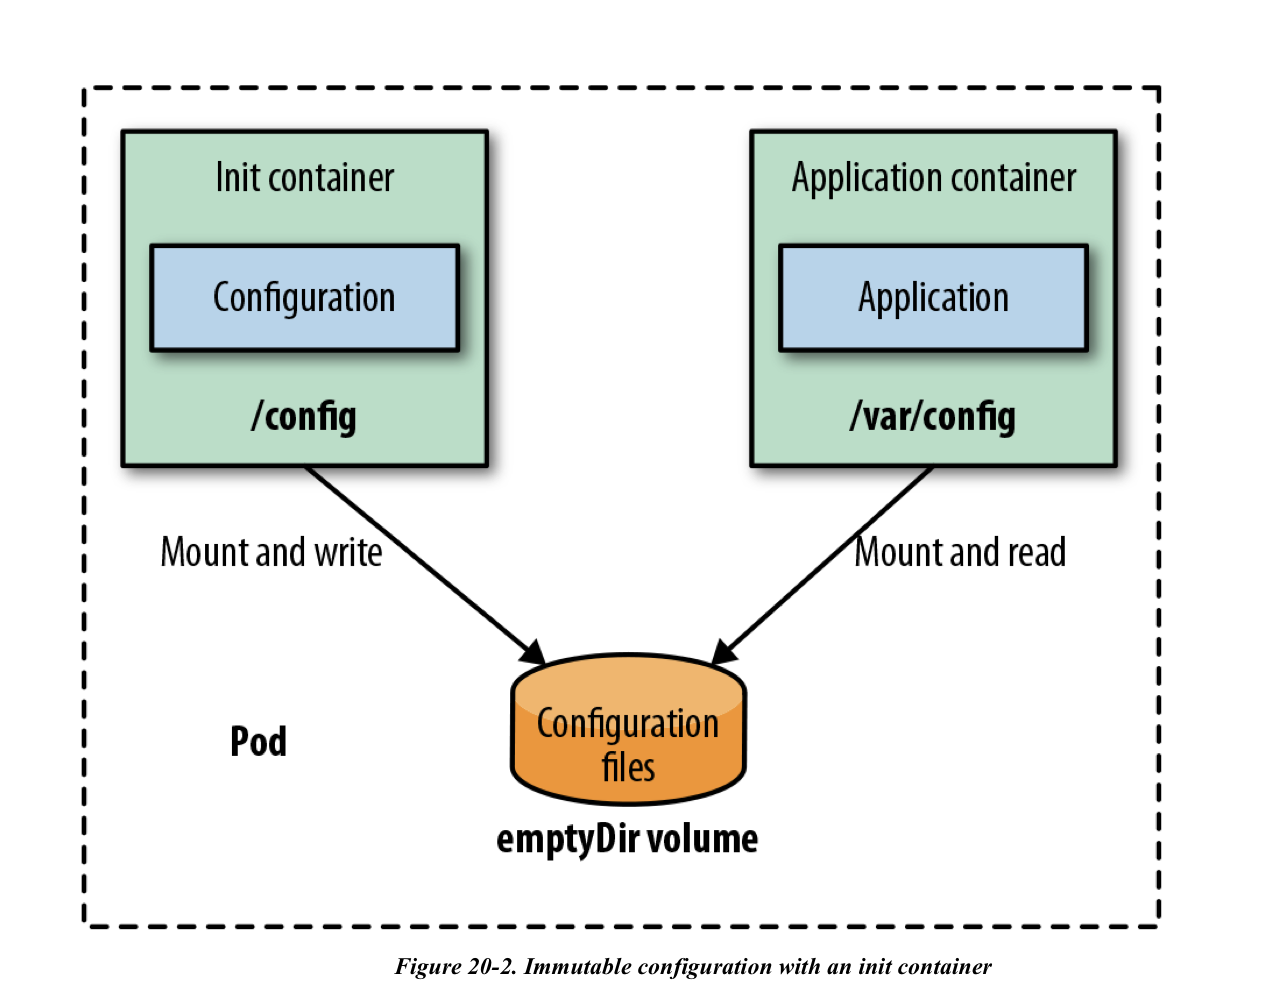 Init container
Configuration
/config
Application container
Application
/var/config
Mount and write
Mount and read
Configuration
files
Pod
emptyDir volume
Figure 20-2. Immutable configuration with an init container